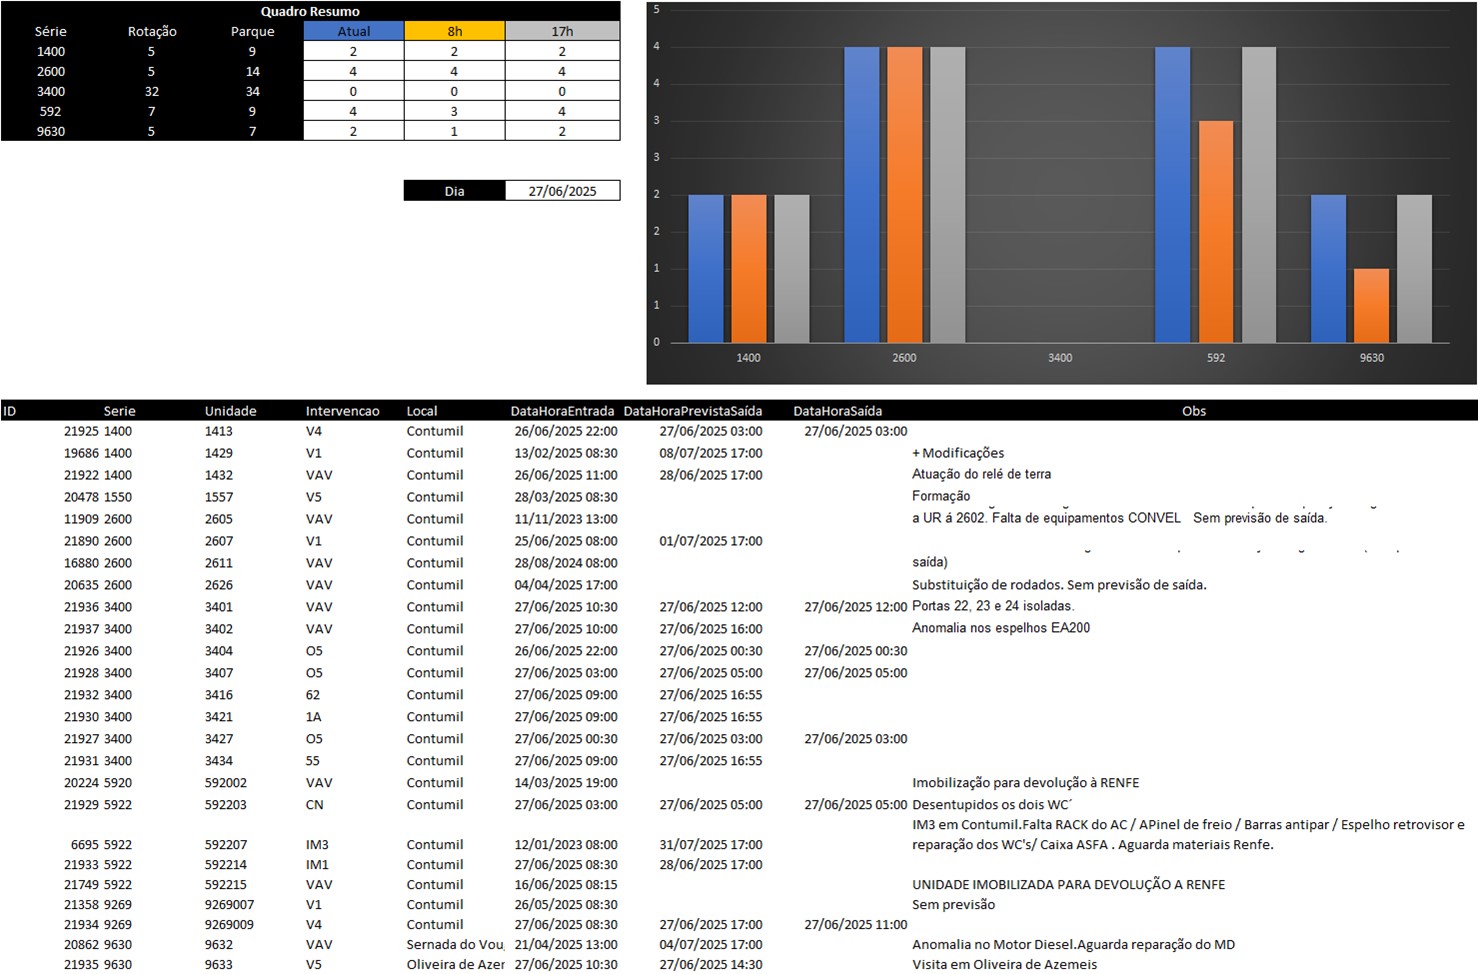 Quadro Resumo
Série Rotação Parque Atual 8h 17h
1400 5 9 2 2 2
2600 5 14 4 4 4
3400 32 34 0 0 0
592 7 9 4 3 4
9630 5 7 2 1 2
Dia 27/06/2025
5
4
4
3
3
2
2
1
1
0
1400 2600 3400 592 9630
ID Serie Unidade Intervencao Local DataHoraEntrada DataHoraPrevistaSaída DataHoraSaída Obs
21925 1400 1413 V4 Contumil 26/06/2025 22:00 27/06/2025 03:00 27/06/2025 03:00
19686 1400 1429 V1 Contumil 13/02/2025 08:30 08/07/2025 17:00 + Modificações
21922 1400 1432 VAV Contumil 26/06/2025 11:00 28/06/2025 17:00 Atuação do relé de terra
20478 1550 1557 V5 Contumil 28/03/2025 08:30 Formação
11909 2600 2605 VAV Contumil 11/11/2023 13:00 a UR á 2602. Falta de equipamentos CONVEL Sem previsão de saída.
21890 2600 2607 V1 Contumil 25/06/2025 08:00 01/07/2025 17:00
16880 2600 2611 VAV Contumil 28/08/2024 08:00 saída)
20635 2600 2626 VAV Contumil 04/04/2025 17:00 Substituição de rodados. Sem previsão de saída.
21936 3400 3401 VAV Contumil 27/06/2025 10:30 27/06/2025 12:00 27/06/2025 12:00 Portas 22, 23 e 24 isoladas.
21937 3400 3402 VAV Contumil 27/06/2025 10:00 27/06/2025 16:00 Anomalia nos espelhos EA200
21926 3400 3404 O5 Contumil 26/06/2025 22:00 27/06/2025 00:30 27/06/2025 00:30
21928 3400 3407 O5 Contumil 27/06/2025 03:00 27/06/2025 05:00 27/06/2025 05:00
21932 3400 3416 62 Contumil 27/06/2025 09:00 27/06/2025 16:55
21930 3400 3421 1A Contumil 27/06/2025 09:00 27/06/2025 16:55
21927 3400 3427 O5 Contumil 27/06/2025 00:30 27/06/2025 03:00 27/06/2025 03:00
21931 3400 3434 55 Contumil 27/06/2025 09:00 27/06/2025 16:55
20224 5920 592002 VAV Contumil 14/03/2025 19:00 Imobilização para devolução à RENFE
21929 5922 592203 CN Contumil 27/06/2025 03:00 27/06/2025 05:00 27/06/2025 05:00 Desentupidos os dois WC´
IM3 em Contumil.Falta RACK do AC / APinel de freio / Barras antipar / Espelho retrovisor e
6695 5922 592207 IM3 Contumil 12/01/2023 08:00 31/07/2025 17:00 reparação dos WC's/ Caixa ASFA . Aguarda materiais Renfe.
21933 5922 592214 IM1 Contumil 27/06/2025 08:30 28/06/2025 17:00
21749 5922 592215 VAV Contumil 16/06/2025 08:15 UNIDADE IMOBILIZADA PARA DEVOLUÇÃO A RENFE
21358 9269 9269007 V1 Contumil 26/05/2025 08:30 Sem previsão
21934 9269 9269009 V4 Contumil 27/06/2025 08:30 27/06/2025 17:00 27/06/2025 11:00
20862 9630 9632 VAV Sernada do Vou 21/04/2025 13:00 04/07/2025 17:00 Anomalia no Motor Diesel.Aguarda reparação do MD
21935 9630 9633 V5 Oliveira de Azer 27/06/2025 10:30 27/06/2025 14:30 Visita em Oliveira de Azemeis